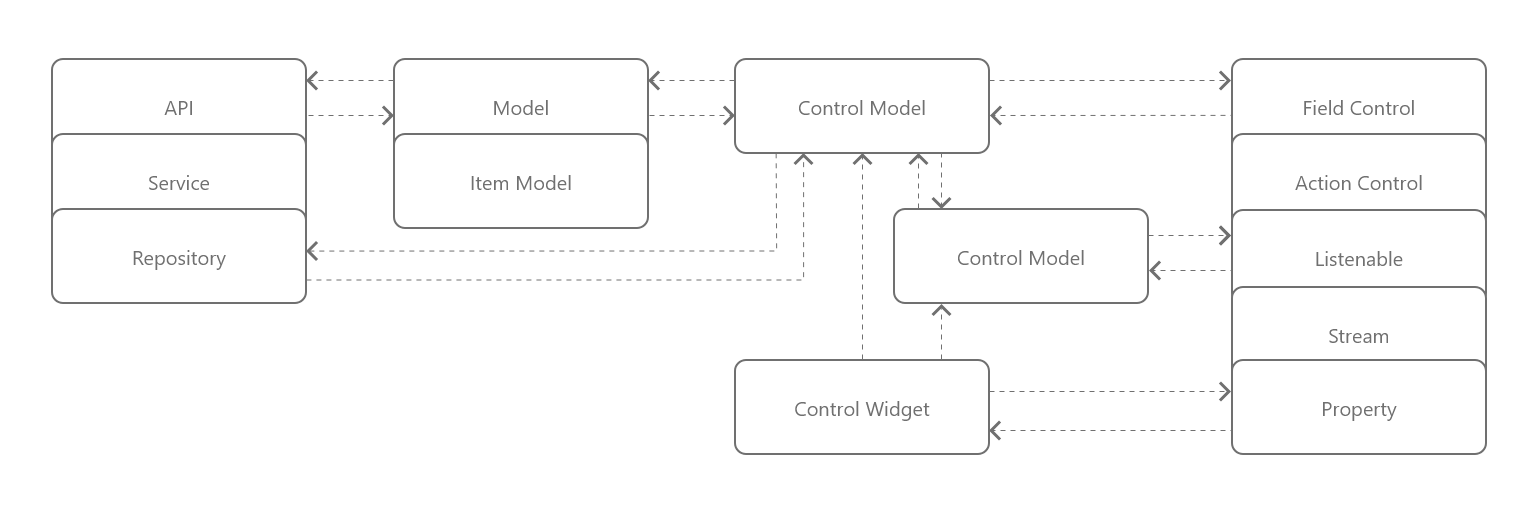 API
Service
Repository
Model
Item Model
Control Model
Control Model
Control Widget
Field Control
Action Control
Listenable
Stream
Property